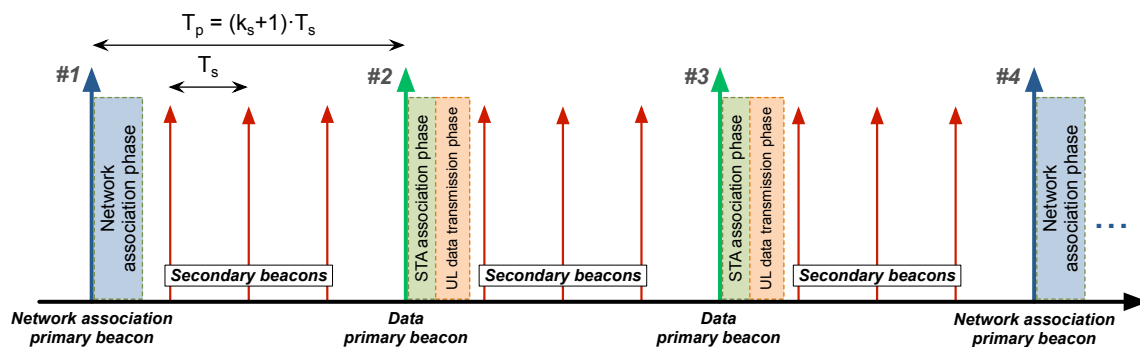 T_p = (k_s+1)·T_s
#1
T_s
#2
#3
#4
Network
association phase
STA association phase
UL data transmission phase
STA association phase
UL data transmission phase
Network
association phase
...
Secondary beacons
Secondary beacons
Secondary beacons
Network association
primary beacon
Data
primary beacon
Data
primary beacon
Network association
primary beacon